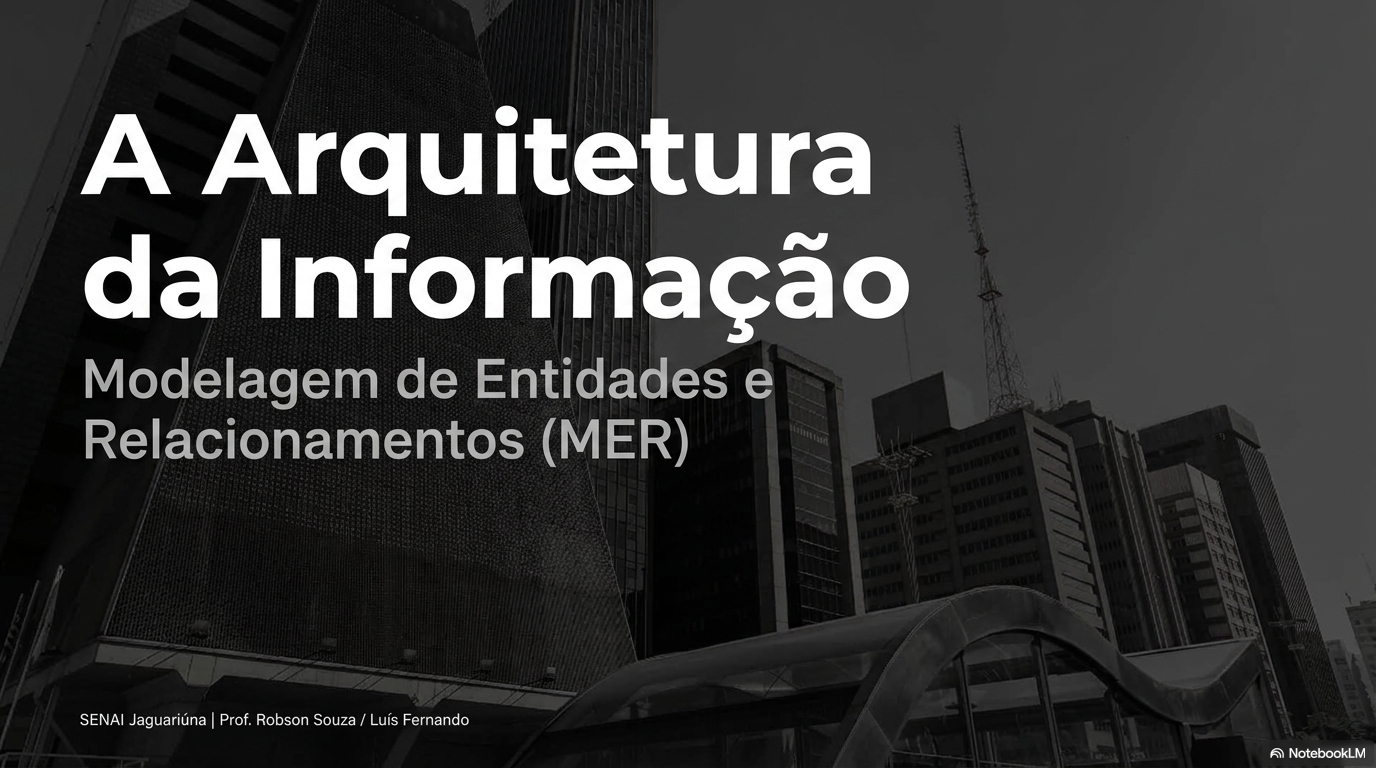 A Arquitetura
da Informação
Modelagem de Entidades e
Relacionamentos (MER)
SENAI Jaguariúna | Prof. Robson Souza / Luís Fernando
NotebookLM